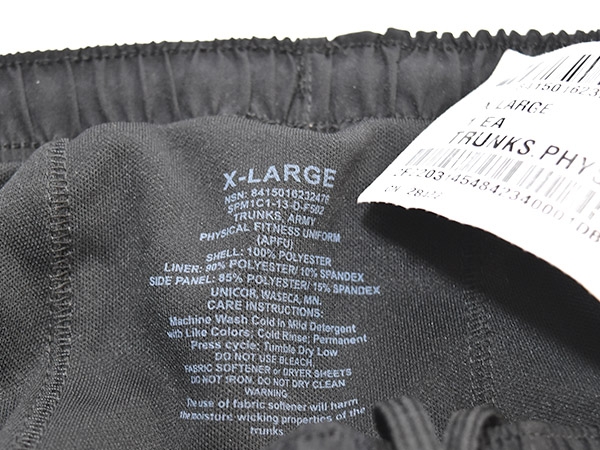 X-LARGE
NSN: 8415016232476
SPM1C1-13-D-F502
TRUNKS, ARMY
PHYSICAL FITNESS UNIFORM
(APFU)
SHELL: 100% POLYESTER
LINER: 90% POLYESTER/ 10% SPANDEX
SIDE PANEL: 85% POLYESTER/ 15% SPANDEX
UNICOR, WASECA, MN.
CARE INSTRUCTIONS:
Machine Wash Cold In Mild Detergent
with Like Colors: Cold Rinse; Permanent
Press cycle: Tumble Dry Low
DO NOT USE BLEACH
FABRIC SOFTENER or DRYER SHEETS
DO NOT IRON. DO NOT DRY CLEAN
WARNING
The use of fabric softener will harm
the moisture wicking properties of the
trunks
LARGE
EA
TRUNKS, PHYS